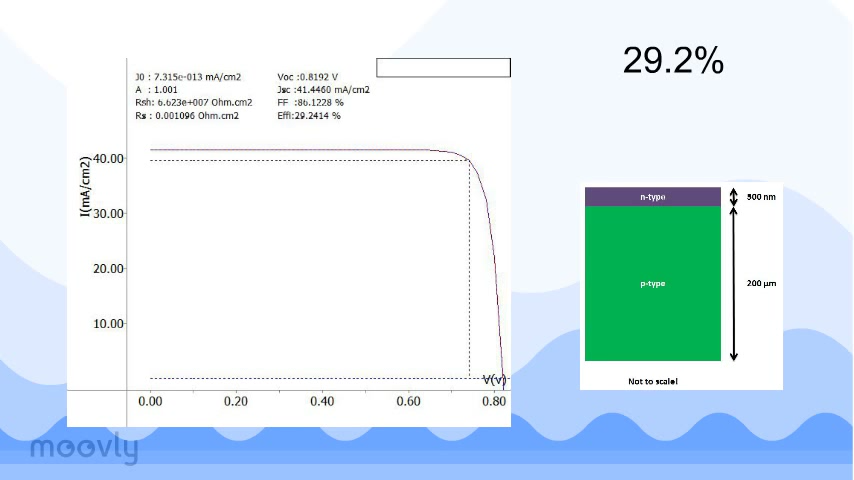 29.2%
J0 : 7.315e-013 mA/cm2
A : 1.001
Rsh: 6.623e+007 Ohm.cm2
Rs : 0.001096 Ohm.cm2
Voc :0.8192 V
Jsc :41.4460 mA/cm2
FF :86.1228 %
Effi:29.2414 %
I(mA/cm2)
40.00
30.00
20.00
10.00
V(v)
0.00 0.20 0.40 0.60 0.80
n-type
300 nm
p-type
200 µm
Not to scale!
moovly